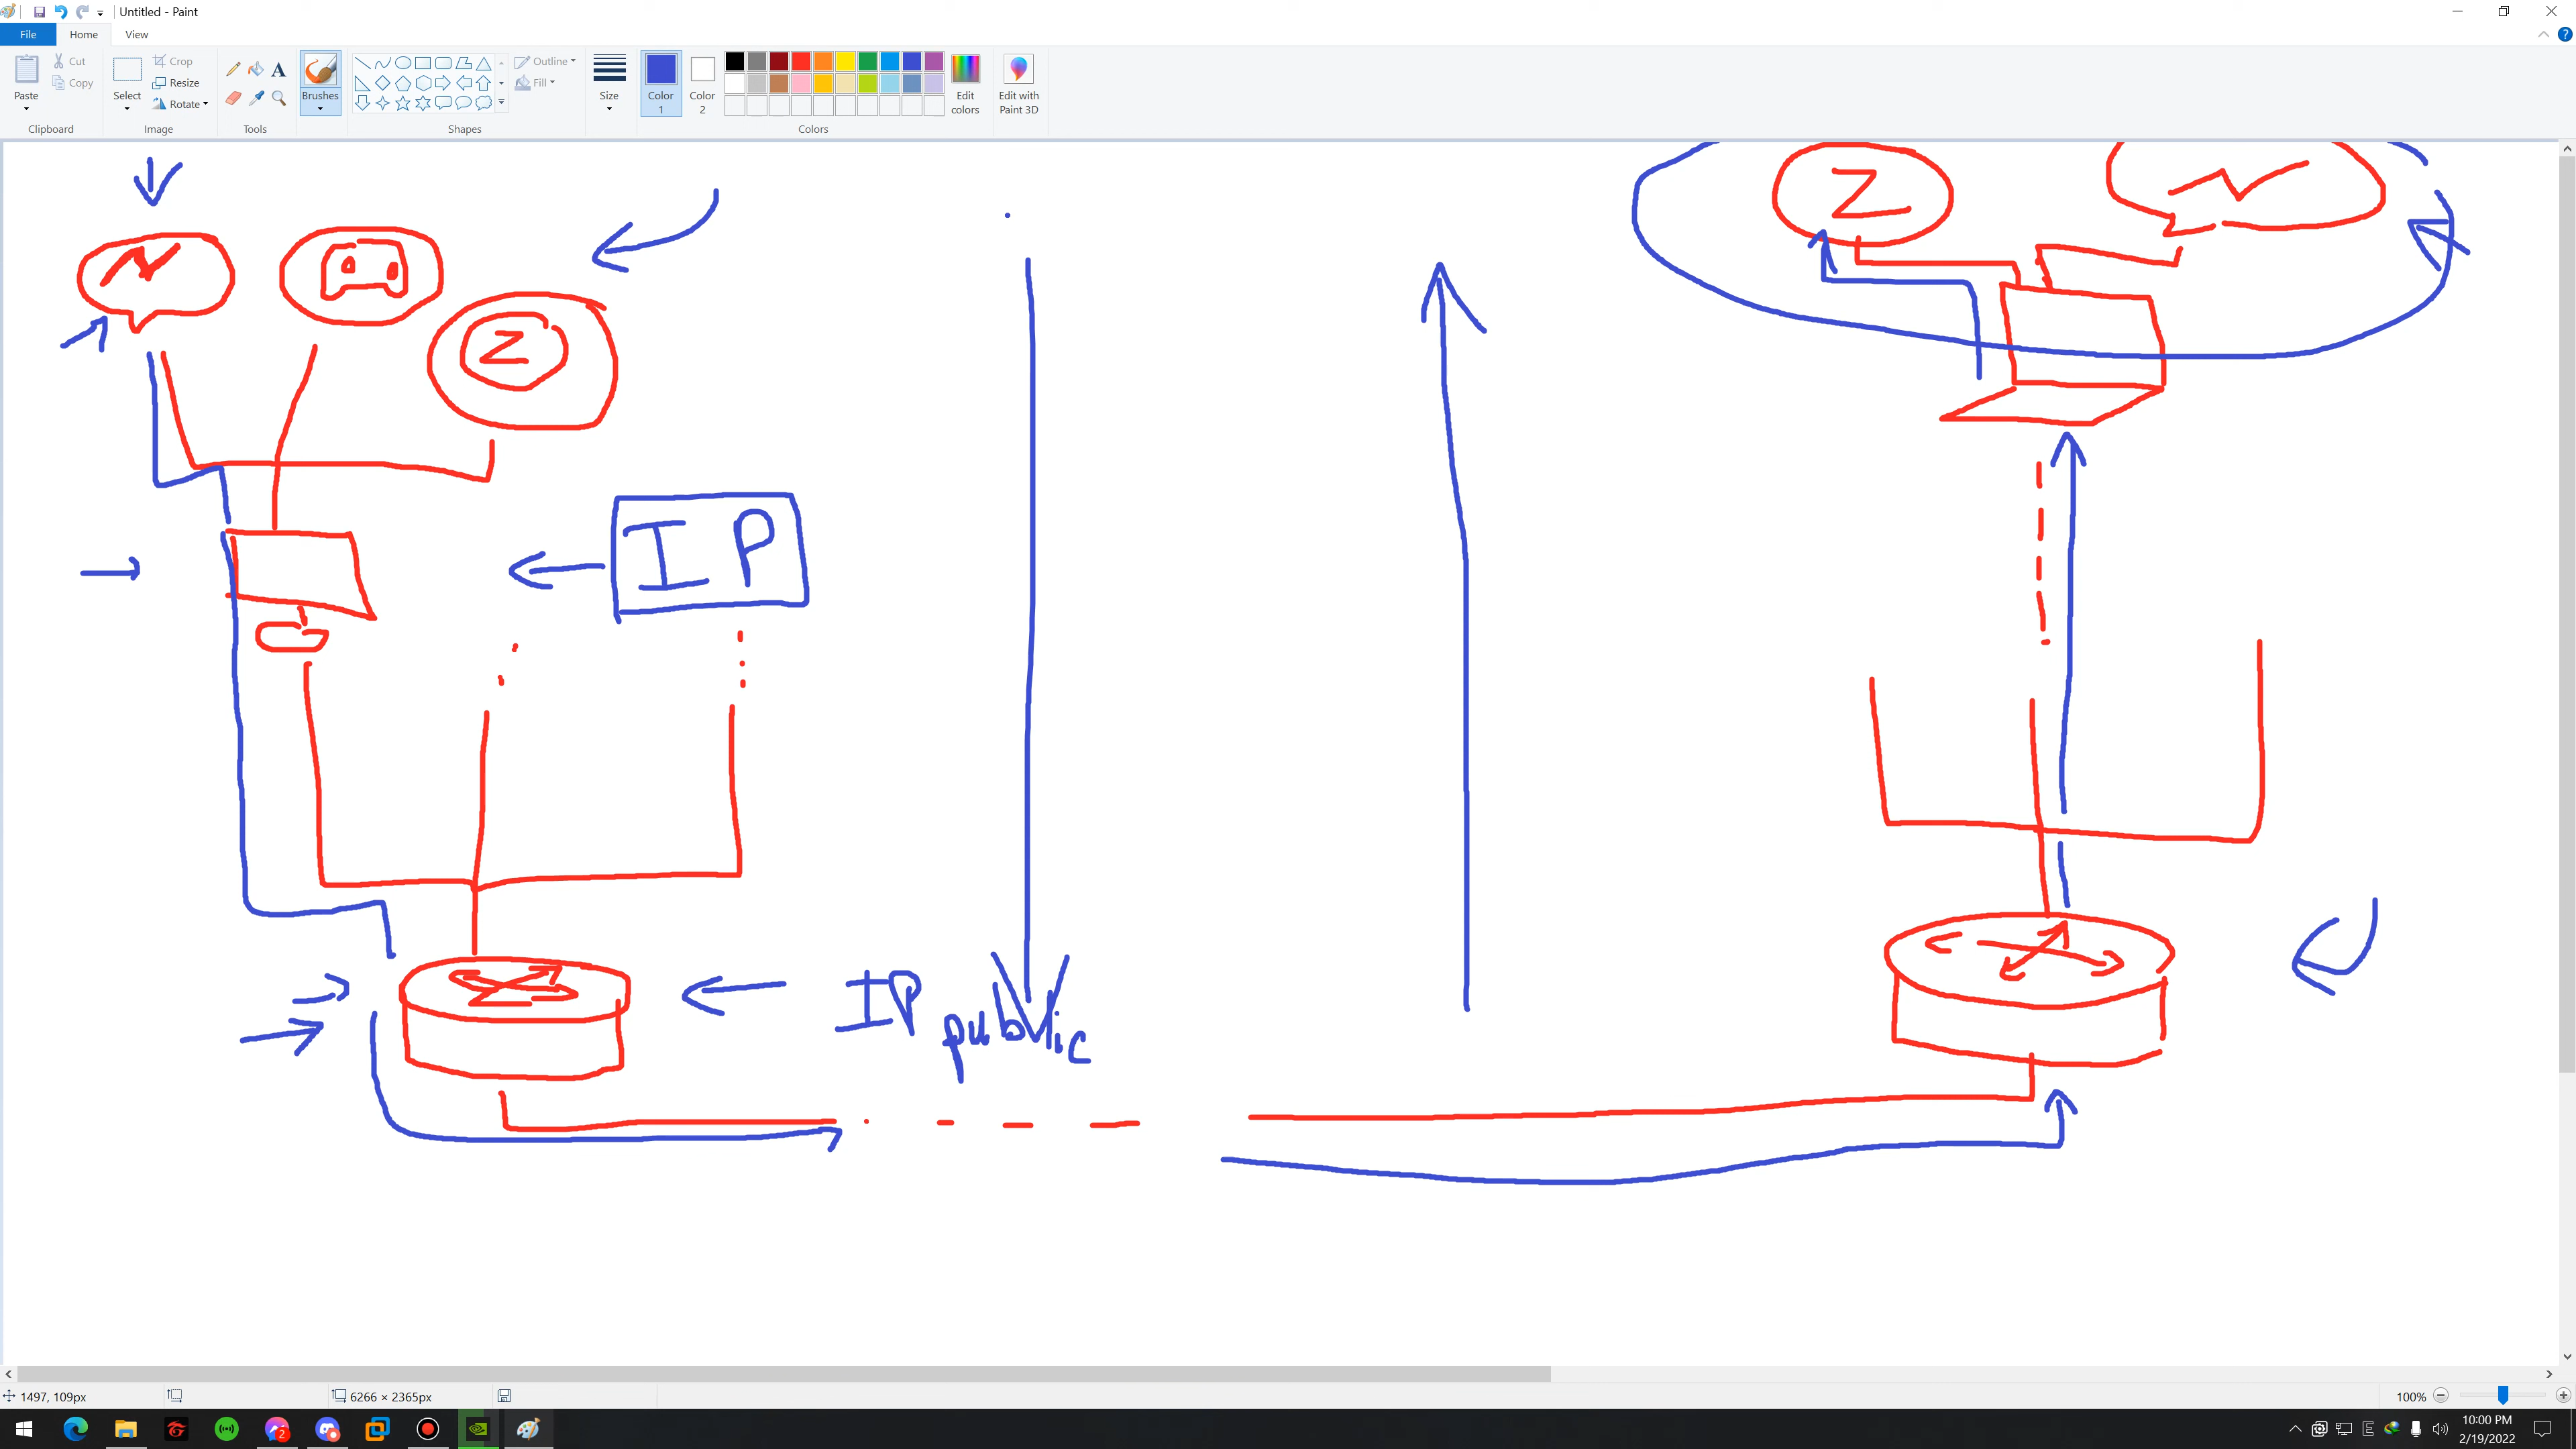 Untitled - Paint
File Home View
Paste Cut Copy Select Crop Resize Rotate Brushes Outline Fill Size Color 1 Color 2 Edit colors Edit with Paint 3D
Clipboard Image Tools Shapes Colors
Z
Z
IP
IP public
1497, 109px 6266 × 2365px 100%
2 E 10:00 PM
2/19/2022